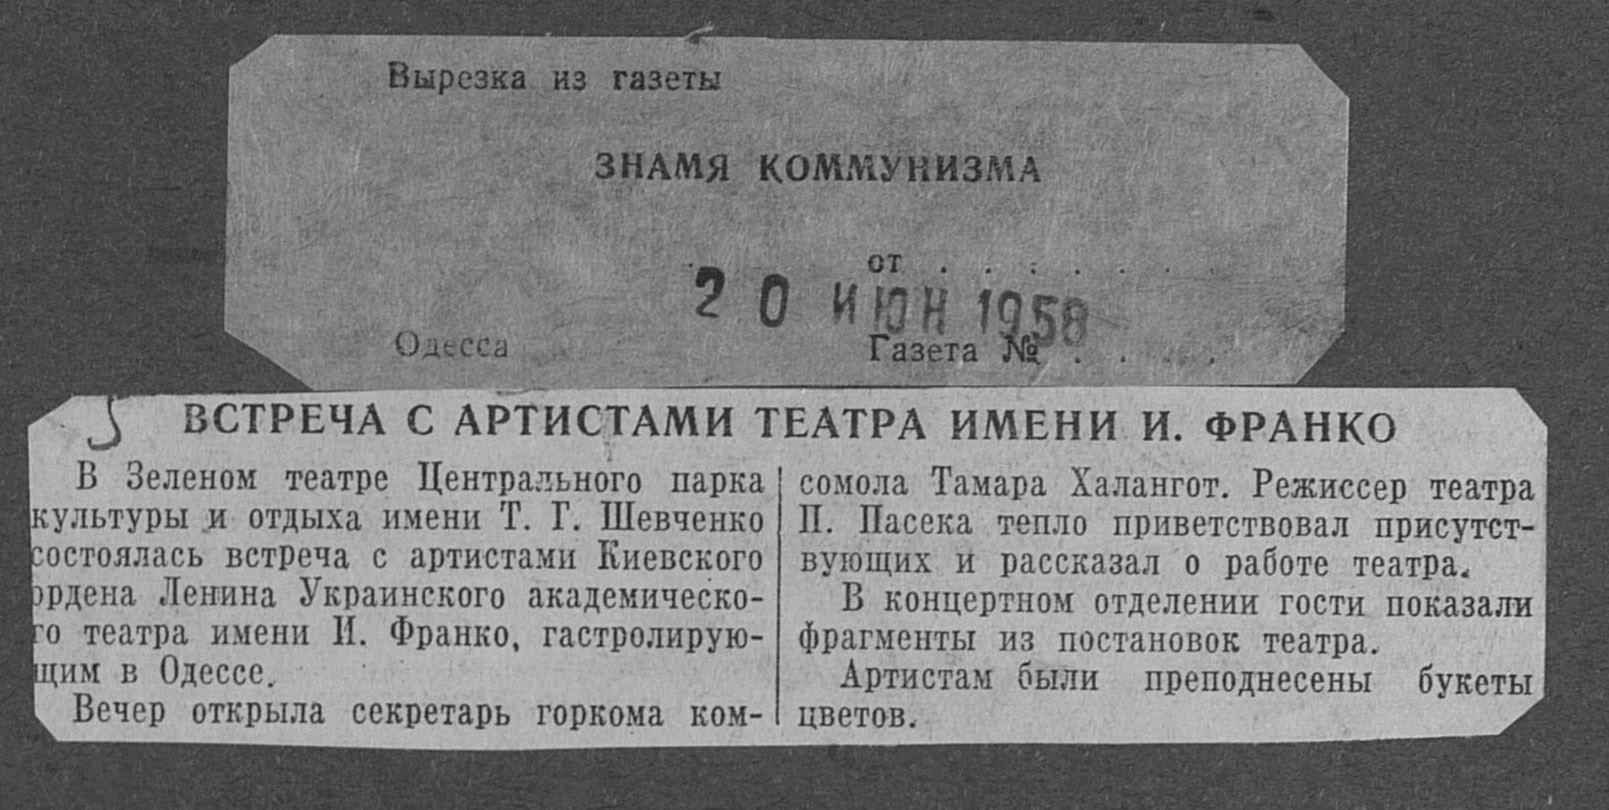 Вырезка из газеты
ЗНАМЯ КОММУНИЗМА
от . . . . . . .
20 ИЮН 1958
Одесса
Газета № . . . .
ВСТРЕЧА С АРТИСТАМИ ТЕАТРА ИМЕНИ И. ФРАНКО
В Зеленом театре Центрального парка
культуры и отдыха имени Т. Г. Шевченко
состоялась встреча с артистами Киевского
ордена Ленина Украинского академическо-
го театра имени И. Франко, гастролирую-
щим в Одессе.
Вечер открыла секретарь горкома ком-
сомола Тамара Халангот. Режиссер театра
П. Пасека тепло приветствовал присутст-
вующих и рассказал о работе театра.
В концертном отделении гости показали
фрагменты из постановок театра.
Артистам были преподнесены букеты
цветов.